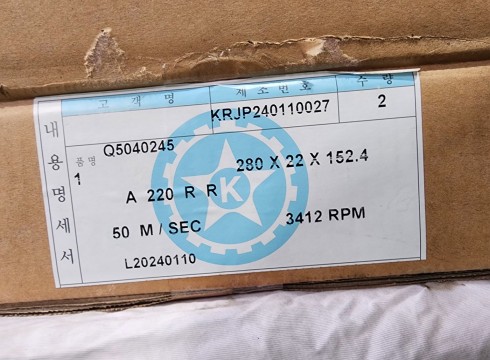 고객명 제조번호 수량
KRJP240110027 2
내용명세서
Q5040245
품명
1
280 X 22 X 152.4
A 220 R R
K
50 M / SEC 3412 RPM
L20240110